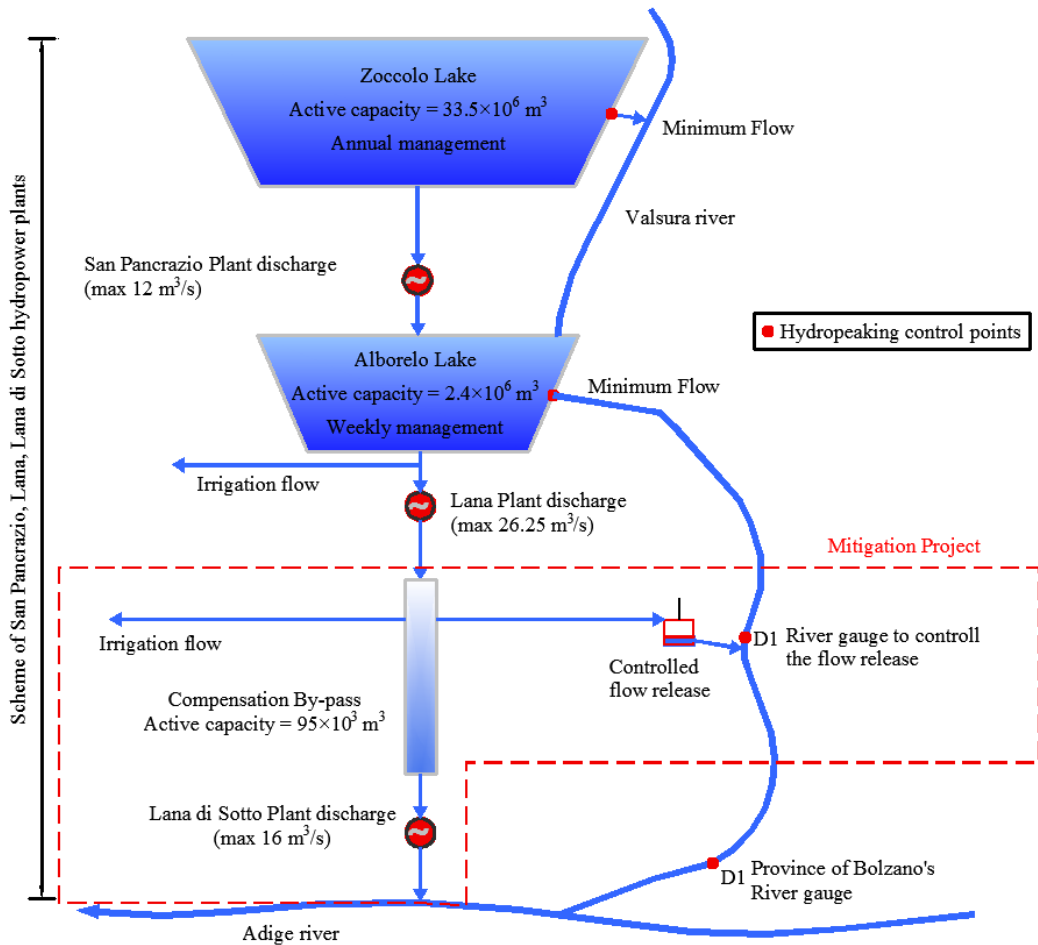 Scheme of San Pancrazio, Lana, Lana di Sotto hydropower plants
Zoccolo Lake
Active capacity = 33.5×10⁶ m³
Annual management
Minimum Flow
Valsura river
San Pancrazio Plant discharge
(max 12 m³/s)
Hydropeaking control points
Alborelo Lake
Active capacity = 2.4×10⁶ m³
Weekly management
Minimum Flow
Irrigation flow
Lana Plant discharge
(max 26.25 m³/s)
Mitigation Project
Irrigation flow
Controlled
flow release
D1 River gauge to controll
the flow release
Compensation By-pass
Active capacity = 95×10³ m³
Lana di Sotto Plant discharge
(max 16 m³/s)
D1 Province of Bolzano's
River gauge
Adige river